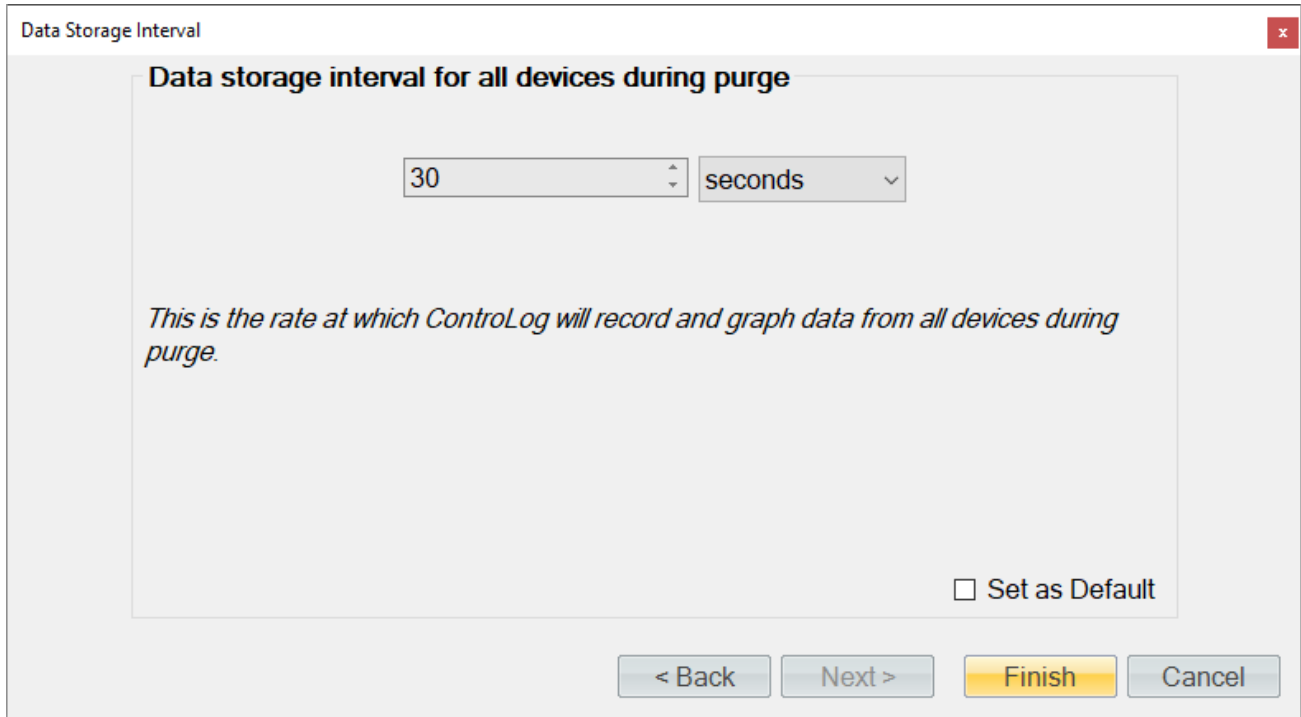 Data Storage Interval
x
Data storage interval for all devices during purge
30
seconds
This is the rate at which ControLog will record and graph data from all devices during
purge.
Set as Default
< Back
Next >
Finish
Cancel